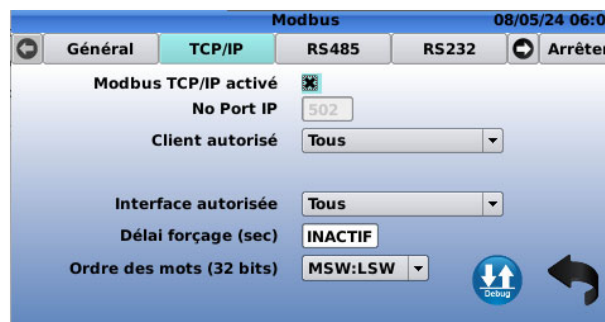 Modbus 08/05/24 06:0
Général TCP/IP RS485 RS232 Arrêter
Modbus TCP/IP activé
No Port IP 502
Client autorisé Tous
Interface autorisée Tous
Délai forçage (sec) INACTIF
Ordre des mots (32 bits) MSW:LSW
Debug